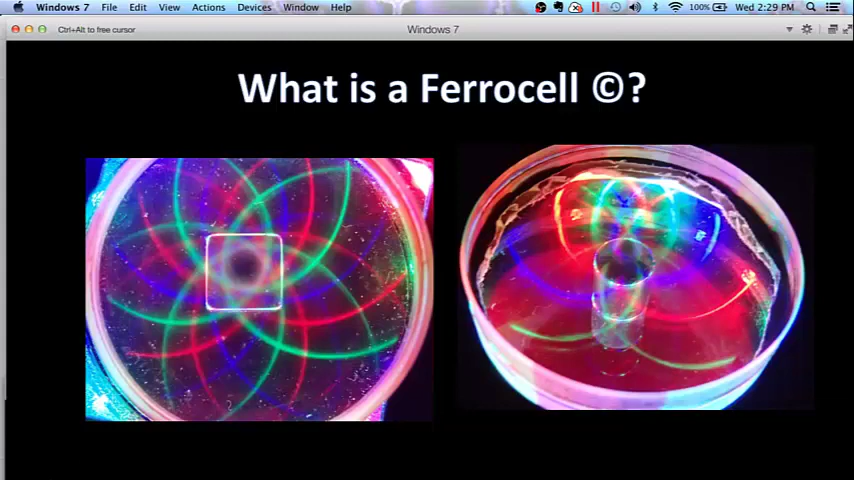 Windows 7 File Edit View Actions Devices Window Help 100% Wed 2:29 PM
Ctrl+Alt to free cursor Windows 7
What is a Ferrocell ©?